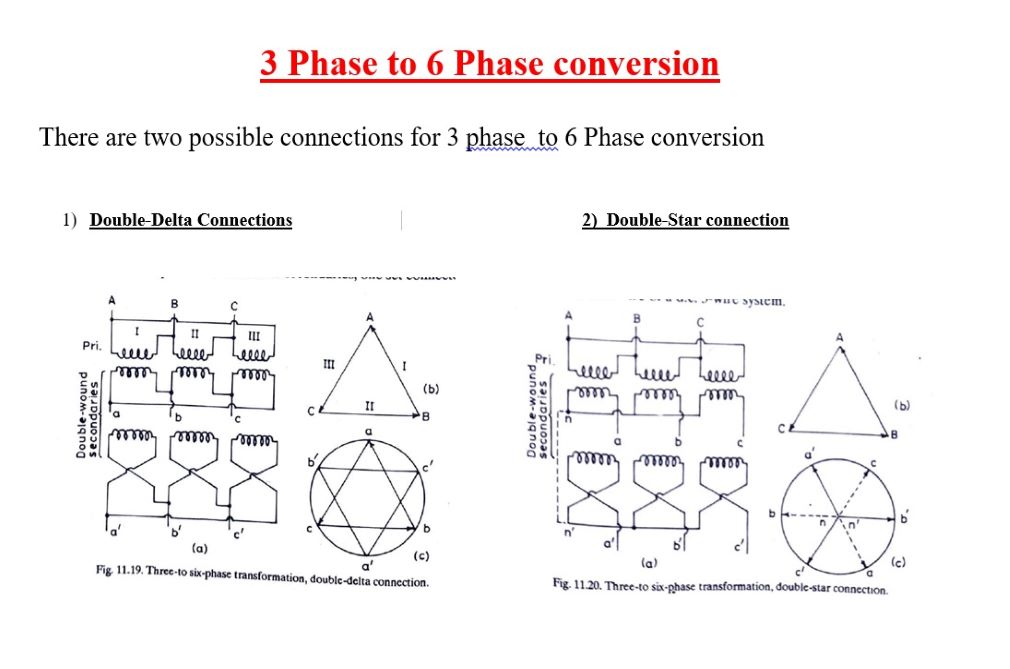 3 Phase to 6 Phase conversion
There are two possible connections for 3 phase to 6 Phase conversion
1) Double-Delta Connections
2) Double-Star connection
A B C
I II III
Pri.
Double-wound
secondaries
a b c
a' b' c'
(a)
A
III I
(b)
C II B
a
b' c'
c b
a' (c)
Fig. 11.19. Three-to six-phase transformation, double-delta connection.
system.
A B C
Pri.
Double-wound
secondaries
n
a b c
n'
a' b' c'
(a)
A
(b)
C B
a' c
b n n' b'
c' a (c)
Fig. 11.20. Three-to six-phase transformation, double-star connection.